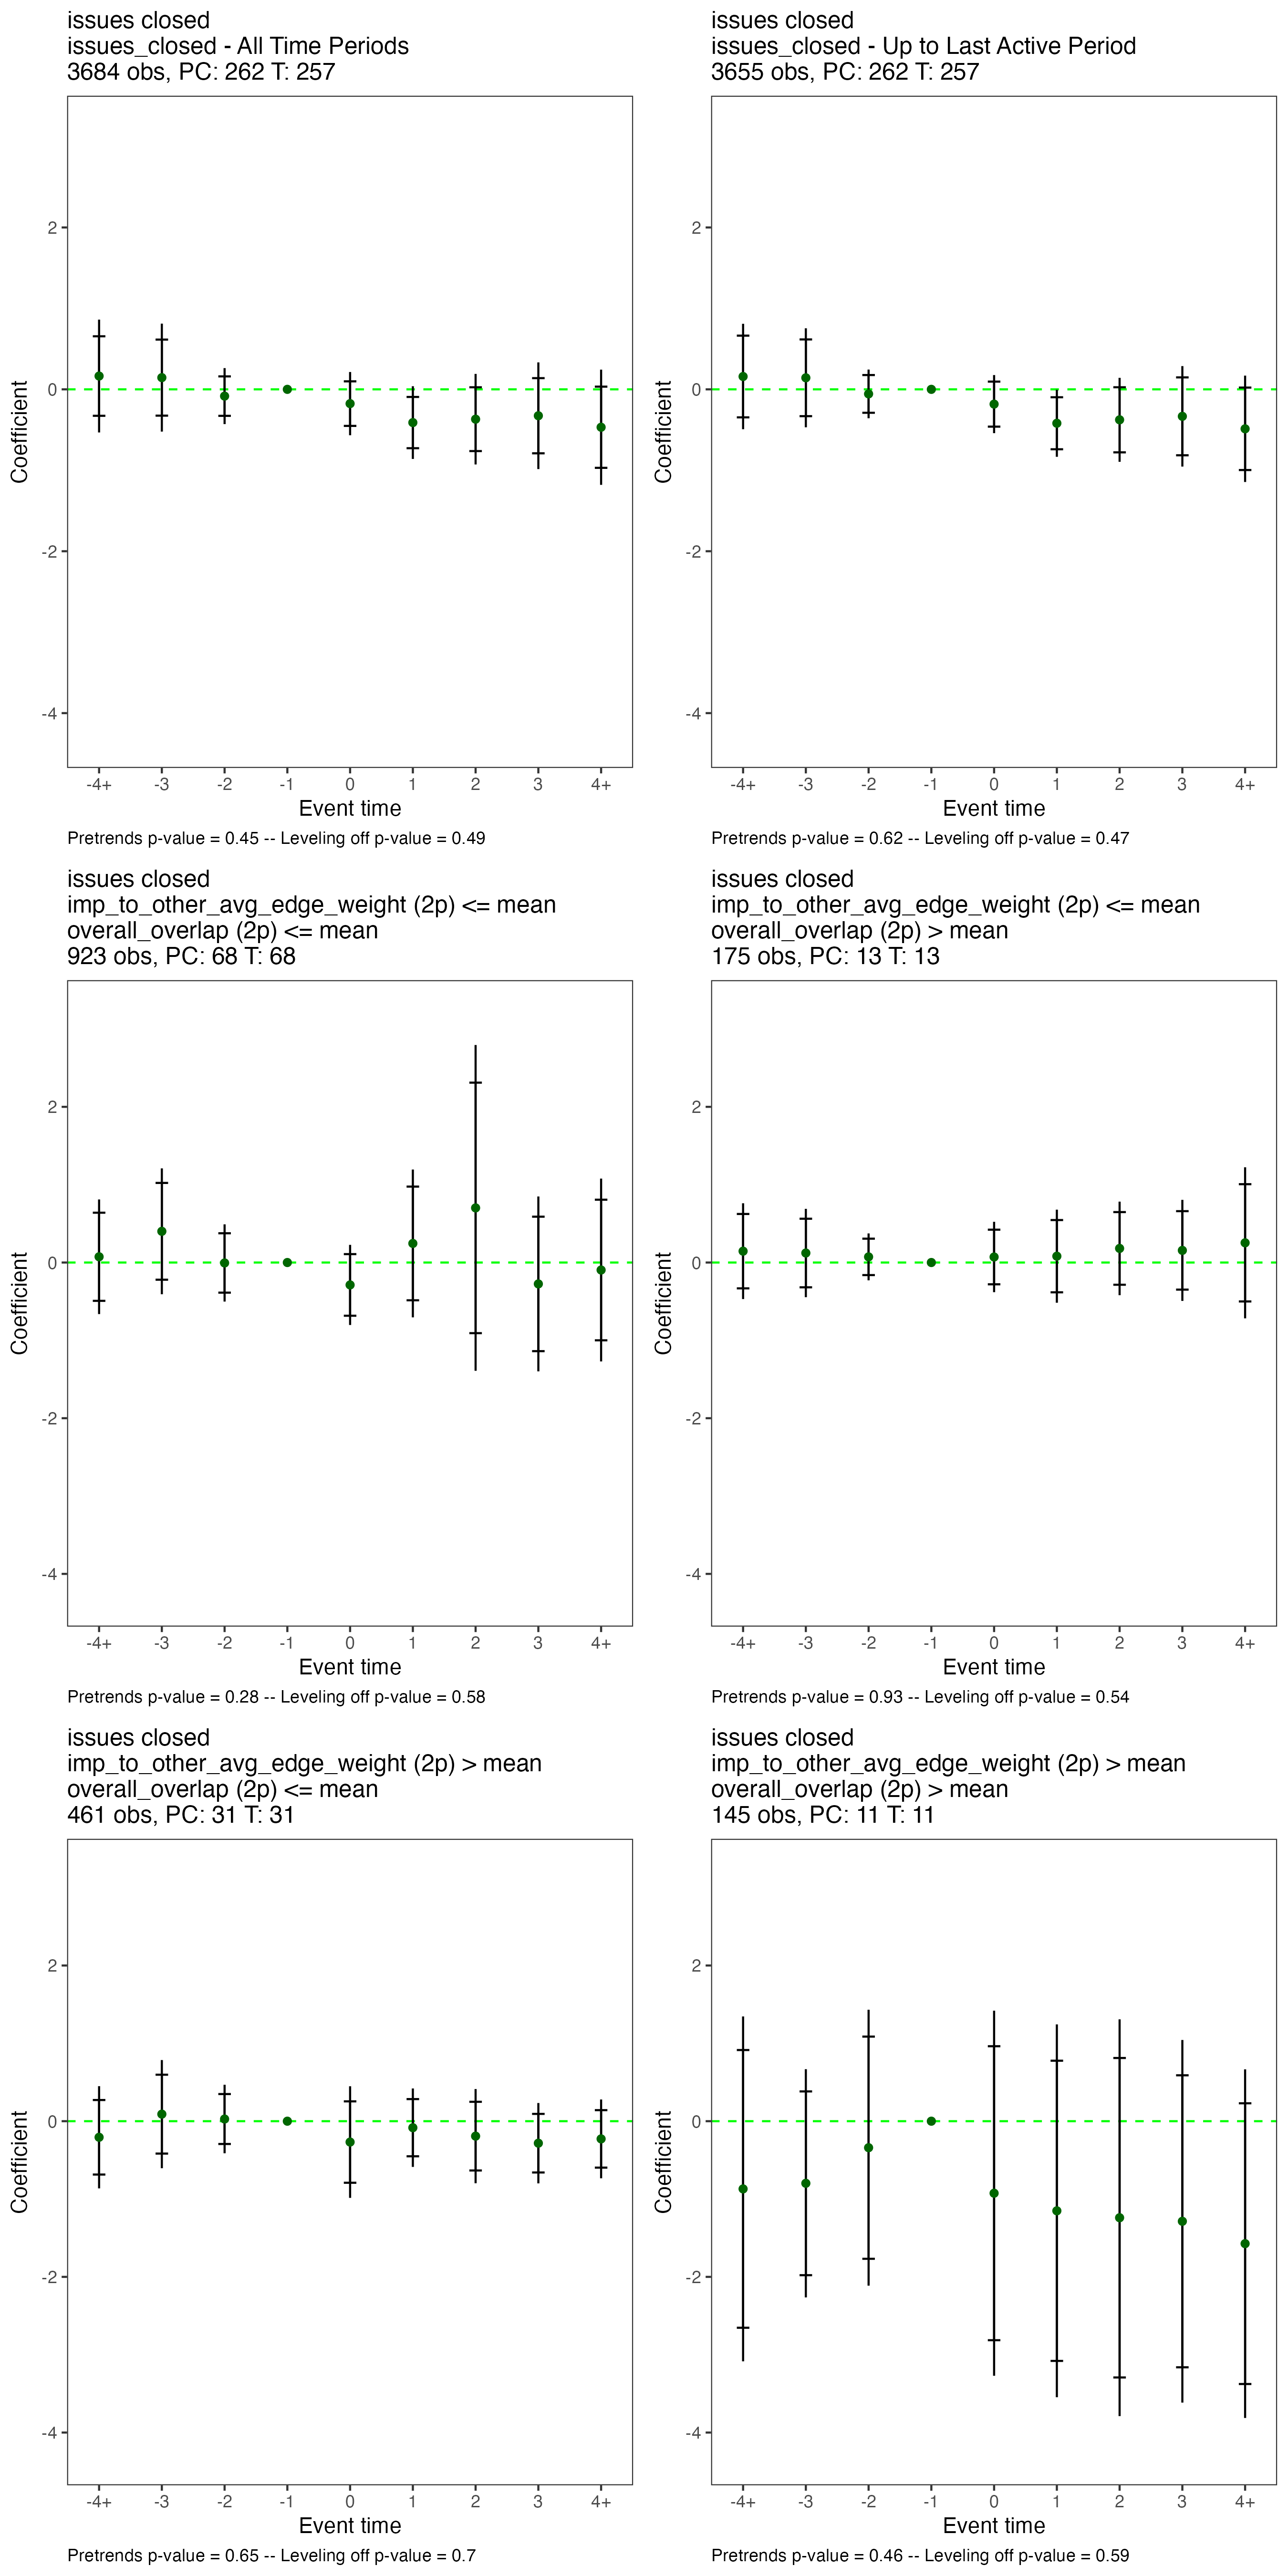 issues closed
issues_closed - All Time Periods
3684 obs, PC: 262 T: 257
Coefficient
2
0
-2
-4
-4+ -3 -2 -1 0 1 2 3 4+
Event time
Pretrends p-value = 0.45 -- Leveling off p-value = 0.49
issues closed
issues_closed - Up to Last Active Period
3655 obs, PC: 262 T: 257
Coefficient
2
0
-2
-4
-4+ -3 -2 -1 0 1 2 3 4+
Event time
Pretrends p-value = 0.62 -- Leveling off p-value = 0.47
issues closed
imp_to_other_avg_edge_weight (2p) <= mean
overall_overlap (2p) <= mean
923 obs, PC: 68 T: 68
Coefficient
2
0
-2
-4
-4+ -3 -2 -1 0 1 2 3 4+
Event time
Pretrends p-value = 0.28 -- Leveling off p-value = 0.58
issues closed
imp_to_other_avg_edge_weight (2p) <= mean
overall_overlap (2p) > mean
175 obs, PC: 13 T: 13
Coefficient
2
0
-2
-4
-4+ -3 -2 -1 0 1 2 3 4+
Event time
Pretrends p-value = 0.93 -- Leveling off p-value = 0.54
issues closed
imp_to_other_avg_edge_weight (2p) > mean
overall_overlap (2p) <= mean
461 obs, PC: 31 T: 31
Coefficient
2
0
-2
-4
-4+ -3 -2 -1 0 1 2 3 4+
Event time
Pretrends p-value = 0.65 -- Leveling off p-value = 0.7
issues closed
imp_to_other_avg_edge_weight (2p) > mean
overall_overlap (2p) > mean
145 obs, PC: 11 T: 11
Coefficient
2
0
-2
-4
-4+ -3 -2 -1 0 1 2 3 4+
Event time
Pretrends p-value = 0.46 -- Leveling off p-value = 0.59